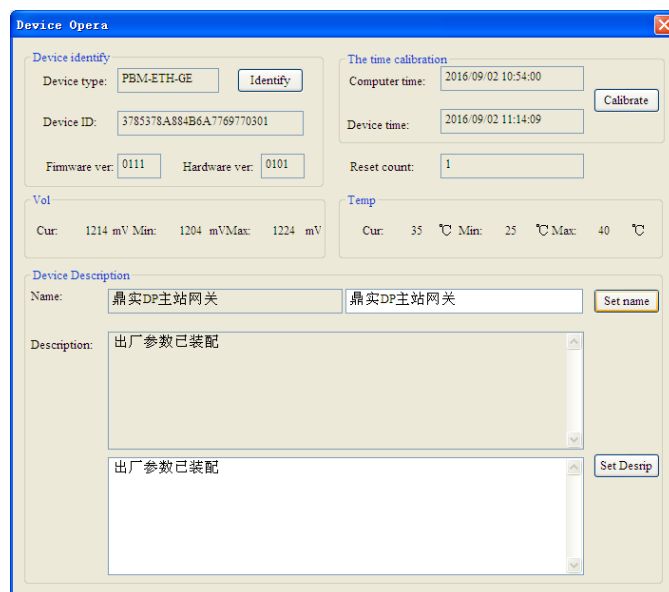 Device Opera
Device identify
Device type: PBM-ETH-GE Identify
Device ID: 3785378A884B6A7769770301
Firmware ver: 0111 Hardware ver: 0101
The time calibration
Computer time: 2016/09/02 10:54:00
Calibrate
Device time: 2016/09/02 11:14:09
Reset count: 1
Vol
Cur: 1214 mV Min: 1204 mVMax: 1224 mV
Temp
Cur: 35 ℃ Min: 25 ℃ Max: 40 ℃
Device Description
Name: 鼎实DP主站网关 鼎实DP主站网关 Set name
Description: 出厂参数已装配
出厂参数已装配 Set Desrip